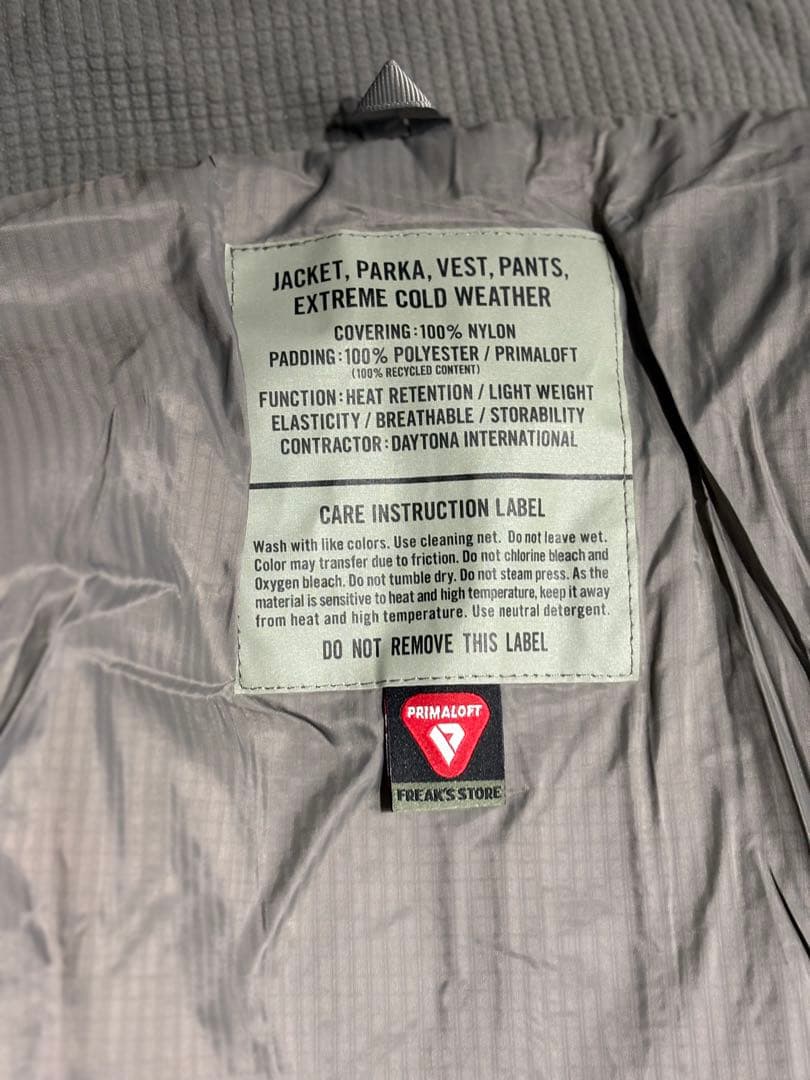 JACKET, PARKA, VEST, PANTS,
EXTREME COLD WEATHER
COVERING:100% NYLON
PADDING:100% POLYESTER / PRIMALOFT
(100% RECYCLED CONTENT)
FUNCTION:HEAT RETENTION / LIGHT WEIGHT
ELASTICITY / BREATHABLE / STORABILITY
CONTRACTOR:DAYTONA INTERNATIONAL
CARE INSTRUCTION LABEL
Wash with like colors. Use cleaning net. Do not leave wet.
Color may transfer due to friction. Do not chlorine bleach and
Oxygen bleach. Do not tumble dry. Do not steam press. As the
material is sensitive to heat and high temperature, keep it away
from heat and high temperature. Use neutral detergent.
DO NOT REMOVE THIS LABEL
PRIMALOFT
FREAK'S STORE